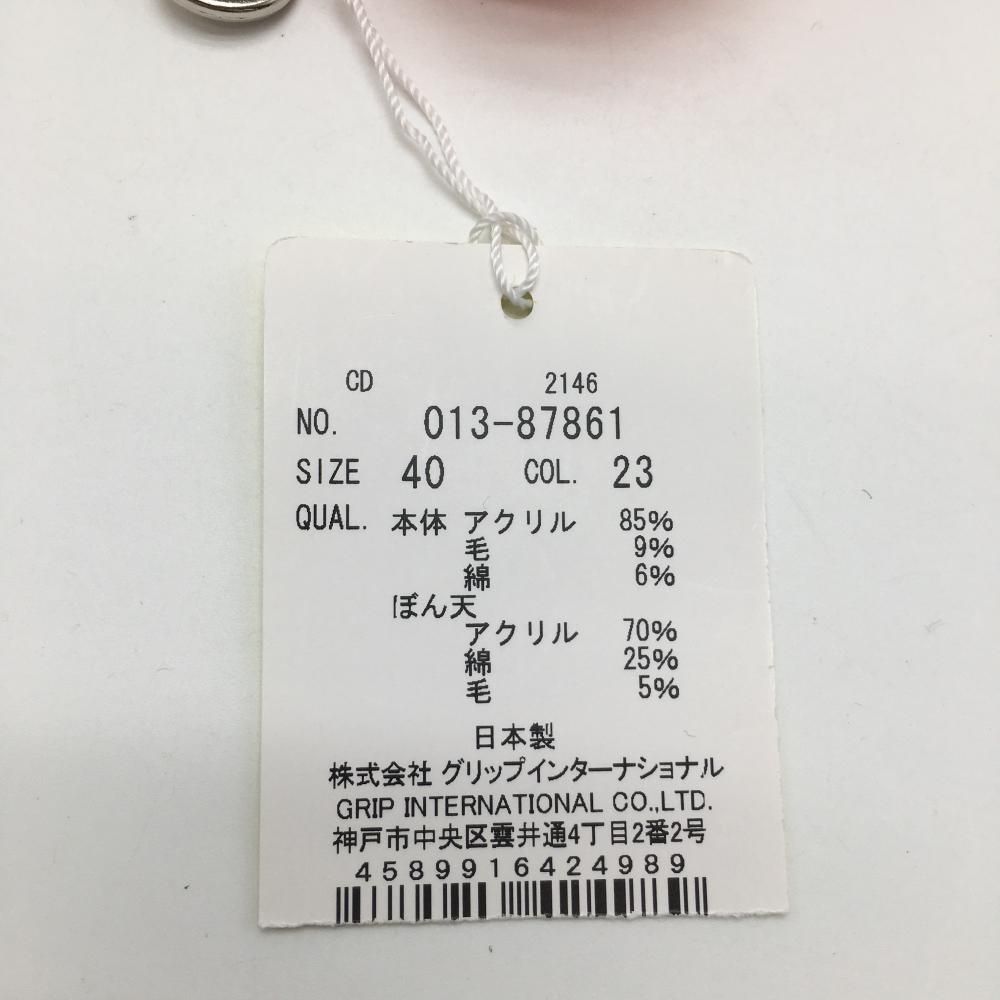 CD 2146
NO. 013-87861
SIZE 40 COL. 23
QUAL. 本体 アクリル 85%
毛 9%
綿 6%
ぼん天
アクリル 70%
綿 25%
毛 5%
日本製
株式会社 グリップインターナショナル
GRIP INTERNATIONAL CO.,LTD.
神戸市中央区雲井通4丁目2番2号
4589916424989